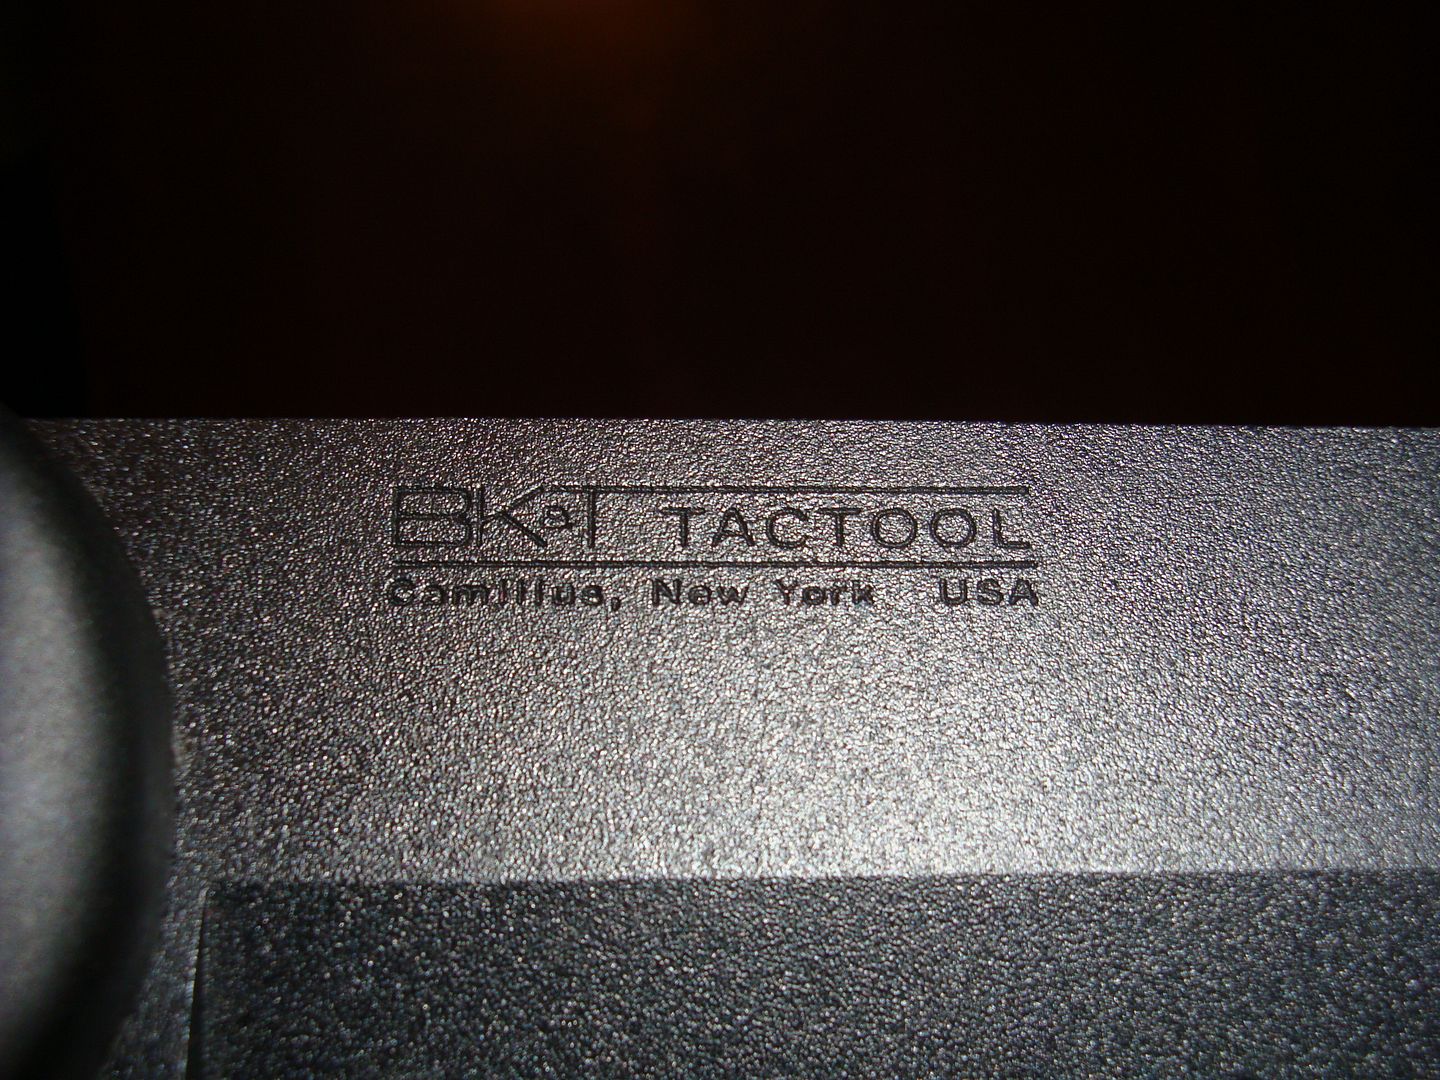 BK&T TACTOOL
Camillus, New York USA